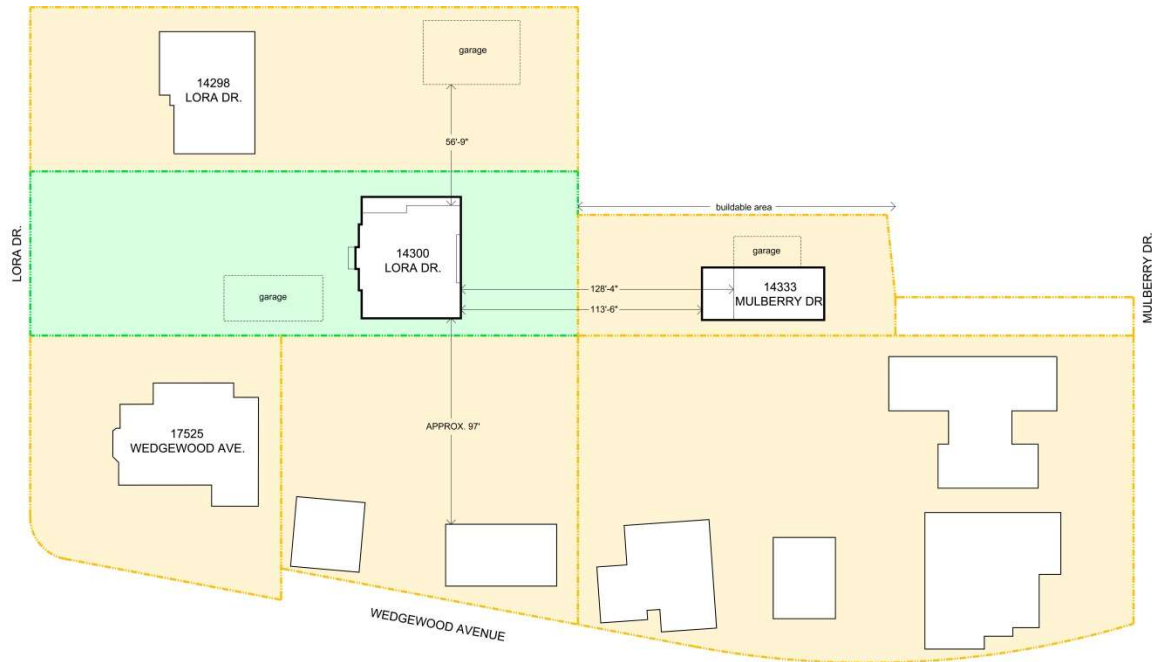 garage
14298
LORA DR.
56'-9"
buildable area
LORA DR.
14300
LORA DR.
garage
garage
14333
MULBERRY DR
MULBERRY DR.
128'-4"
113'-6"
17525
WEDGEWOOD AVE.
APPROX. 97'
WEDGEWOOD AVENUE